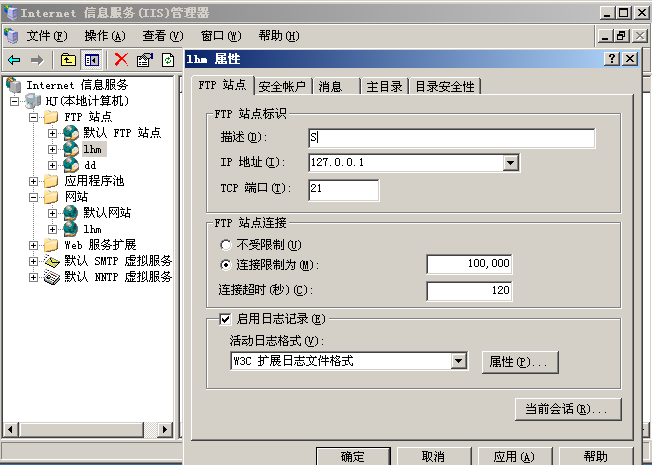 Internet 信息服务(IIS)管理器
文件(F) 操作(A) 查看(V) 窗口(W) 帮助(H)
Internet 信息服务
HJ(本地计算机)
FTP 站点
默认 FTP 站点
lhm
dd
应用程序池
网站
默认网站
lhm
Web 服务扩展
默认 SMTP 虚拟服务
默认 NNTP 虚拟服务
lhm 属性
FTP 站点 安全帐户 消息 主目录 目录安全性
FTP 站点标识
描述(D): S
IP 地址(I): 127.0.0.1
TCP 端口(T): 21
FTP 站点连接
不受限制(U)
连接限制为(M): 100,000
连接超时(秒)(C): 120
启用日志记录(E)
活动日志格式(V):
W3C 扩展日志文件格式 属性(P)...
当前会话(R)...
确定 取消 应用(A) 帮助